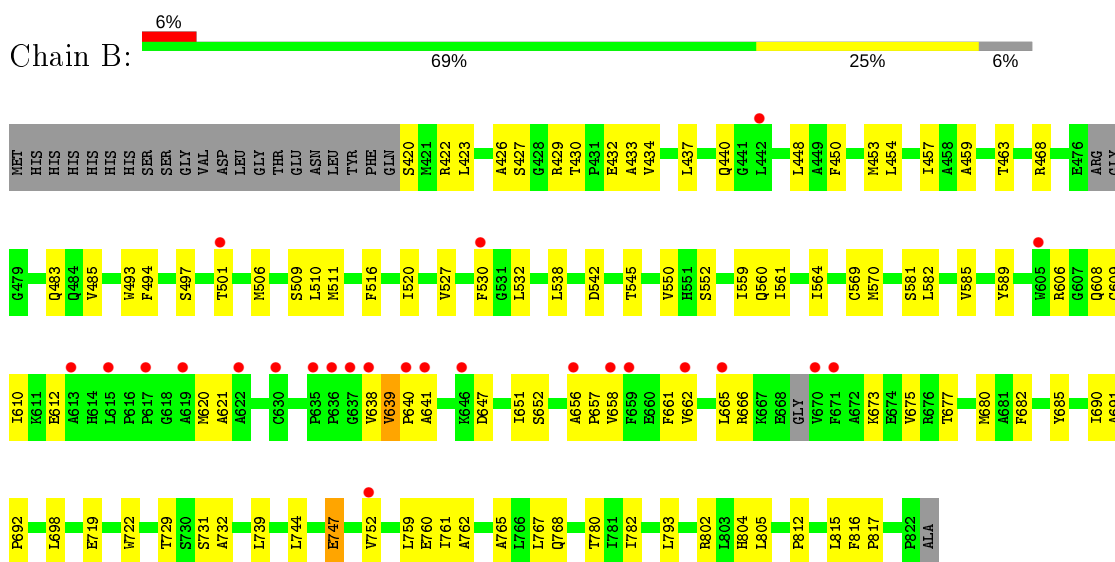 6%
Chain B:
69% 25% 6%
MET HIS HIS HIS HIS HIS HIS SER SER GLY VAL ASP LEU GLY THR GLU ASN LEU TYR PHE GLN S420 M421 R422 L423 A426 S427 G428 R429 T430 P431 E432 A433 V434 L437 Q440 G441 L442 L448 A449 F450 M453 L454 I457 A458 A459 T463 R468 E476 ARG GLY
G479 Q483 Q484 V485 W493 F494 S497 T501 M506 S509 L510 M511 F516 I520 V527 F530 G531 L532 L538 D542 T545 V550 H551 S552 I559 Q560 I561 I564 C569 M570 S581 L582 V585 Y589 W605 R606 G607 Q608 G609
I610 K611 E612 A613 H614 L615 P616 P617 G618 A619 M620 A621 A622 C630 P635 P636 G637 V638 V639 P640 A641 K646 D647 I651 S652 A656 P657 V658 F659 E660 F661 V662 L665 R666 K667 E668 GLY V670 F671 A672 K673 E674 V675 R676 T677 M680 A681 F682 Y685 I690 A691
P692 L698 E719 W722 T729 S730 S731 A732 L739 L744 E747 V752 L759 E760 I761 A762 A765 L766 L767 Q768 T780 I781 I782 L793 R802 L803 H804 L805 P812 L815 F816 P817 P822 ALA